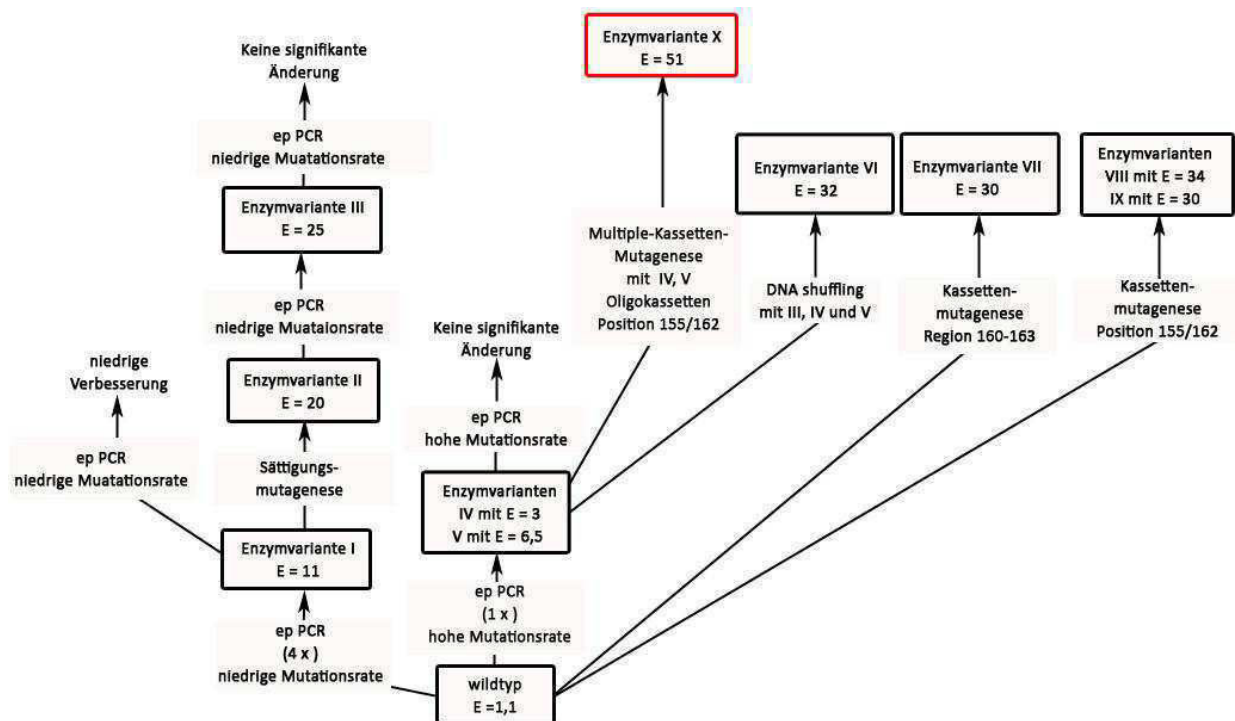 Enzymvariante X
E = 51
Keine signifikante
Änderung
ep PCR
niedrige Muatationsrate
Enzymvariante III
E = 25
ep PCR
niedrige Muataionsrate
Enzymvariante II
E = 20
niedrige
Verbesserung
ep PCR
niedrige Muatationsrate
Sättigungs-
mutagenese
Enzymvariante I
E = 11
ep PCR
(4 x )
niedrige Mutationsrate
Keine signifikante
Änderung
ep PCR
hohe Mutationsrate
Enzymvarianten
IV mit E = 3
V mit E = 6,5
ep PCR
(1 x )
hohe Mutationsrate
wildtyp
E =1,1
Multiple-Kassetten-
Mutagenese
mit IV, V
Oligokassetten
Position 155/162
Enzymvariante VI
E = 32
DNA shuffling
mit III, IV und V
Enzymvariante VII
E = 30
Kassetten-
mutagenese
Region 160-163
Enzymvarianten
VIII mit E = 34
IX mit E = 30
Kassetten-
mutagenese
Position 155/162